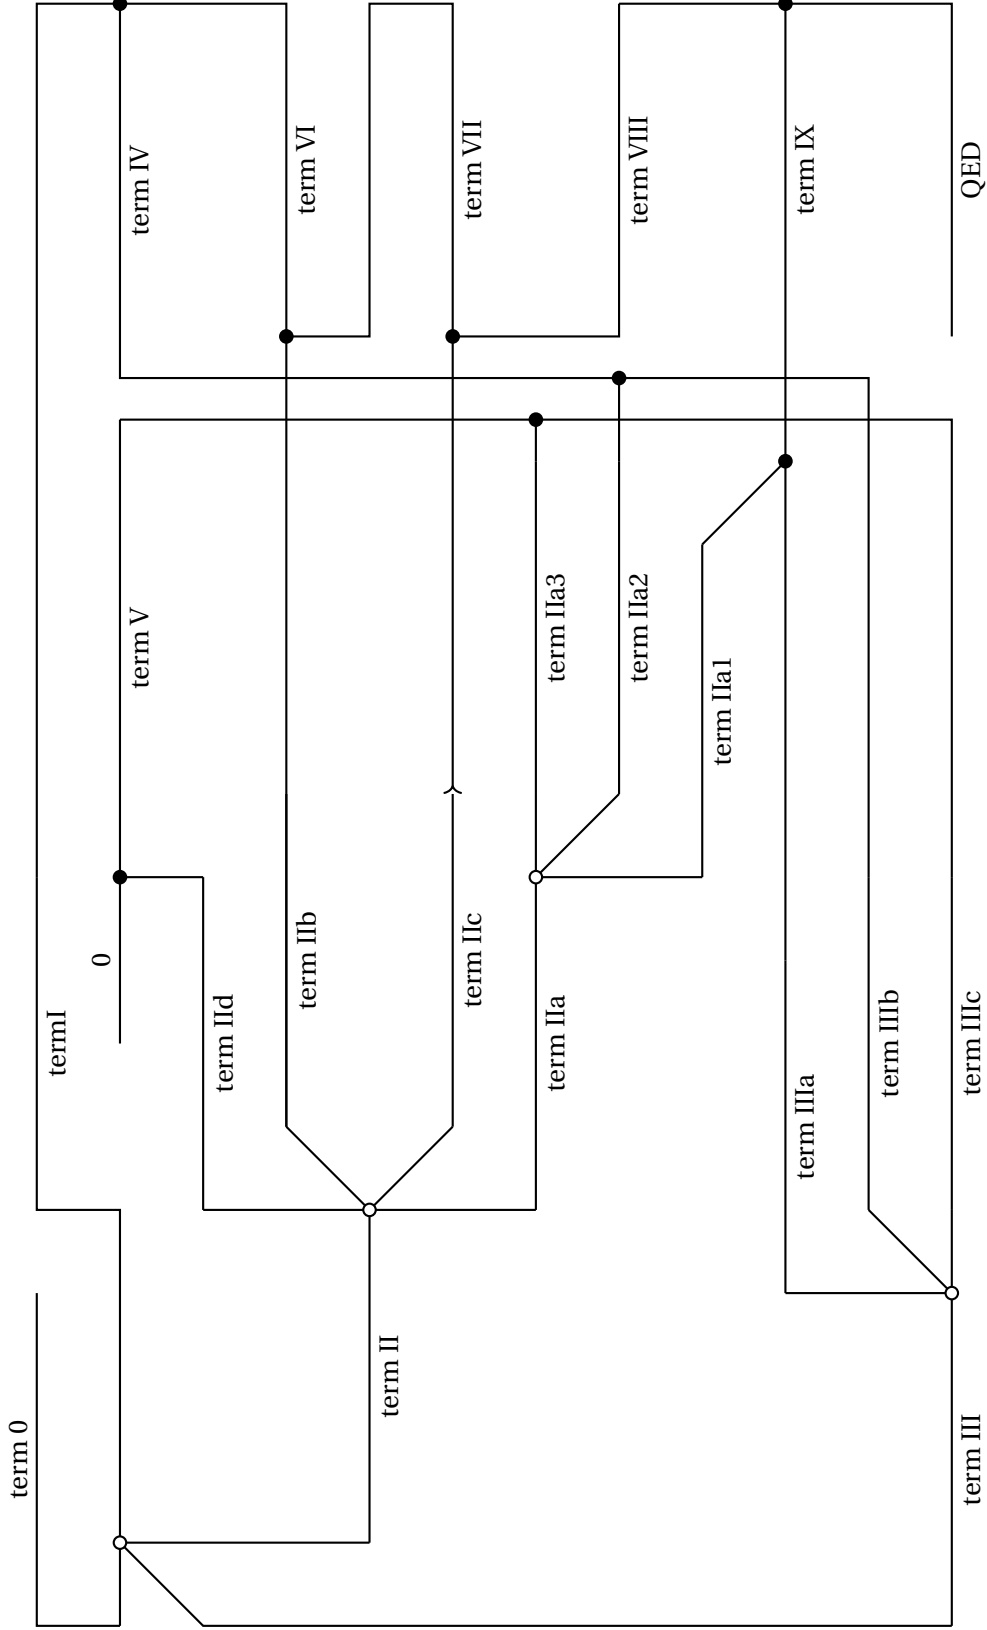 term 0
termI
0
term IV
term V
term IId
term VI
term IIb
term II
term VII
term IIc
term IIa3
term IIa
term VIII
term IIa2
term IIa1
term IX
term IIIa
term IIIb
QED
term IIIc
term III